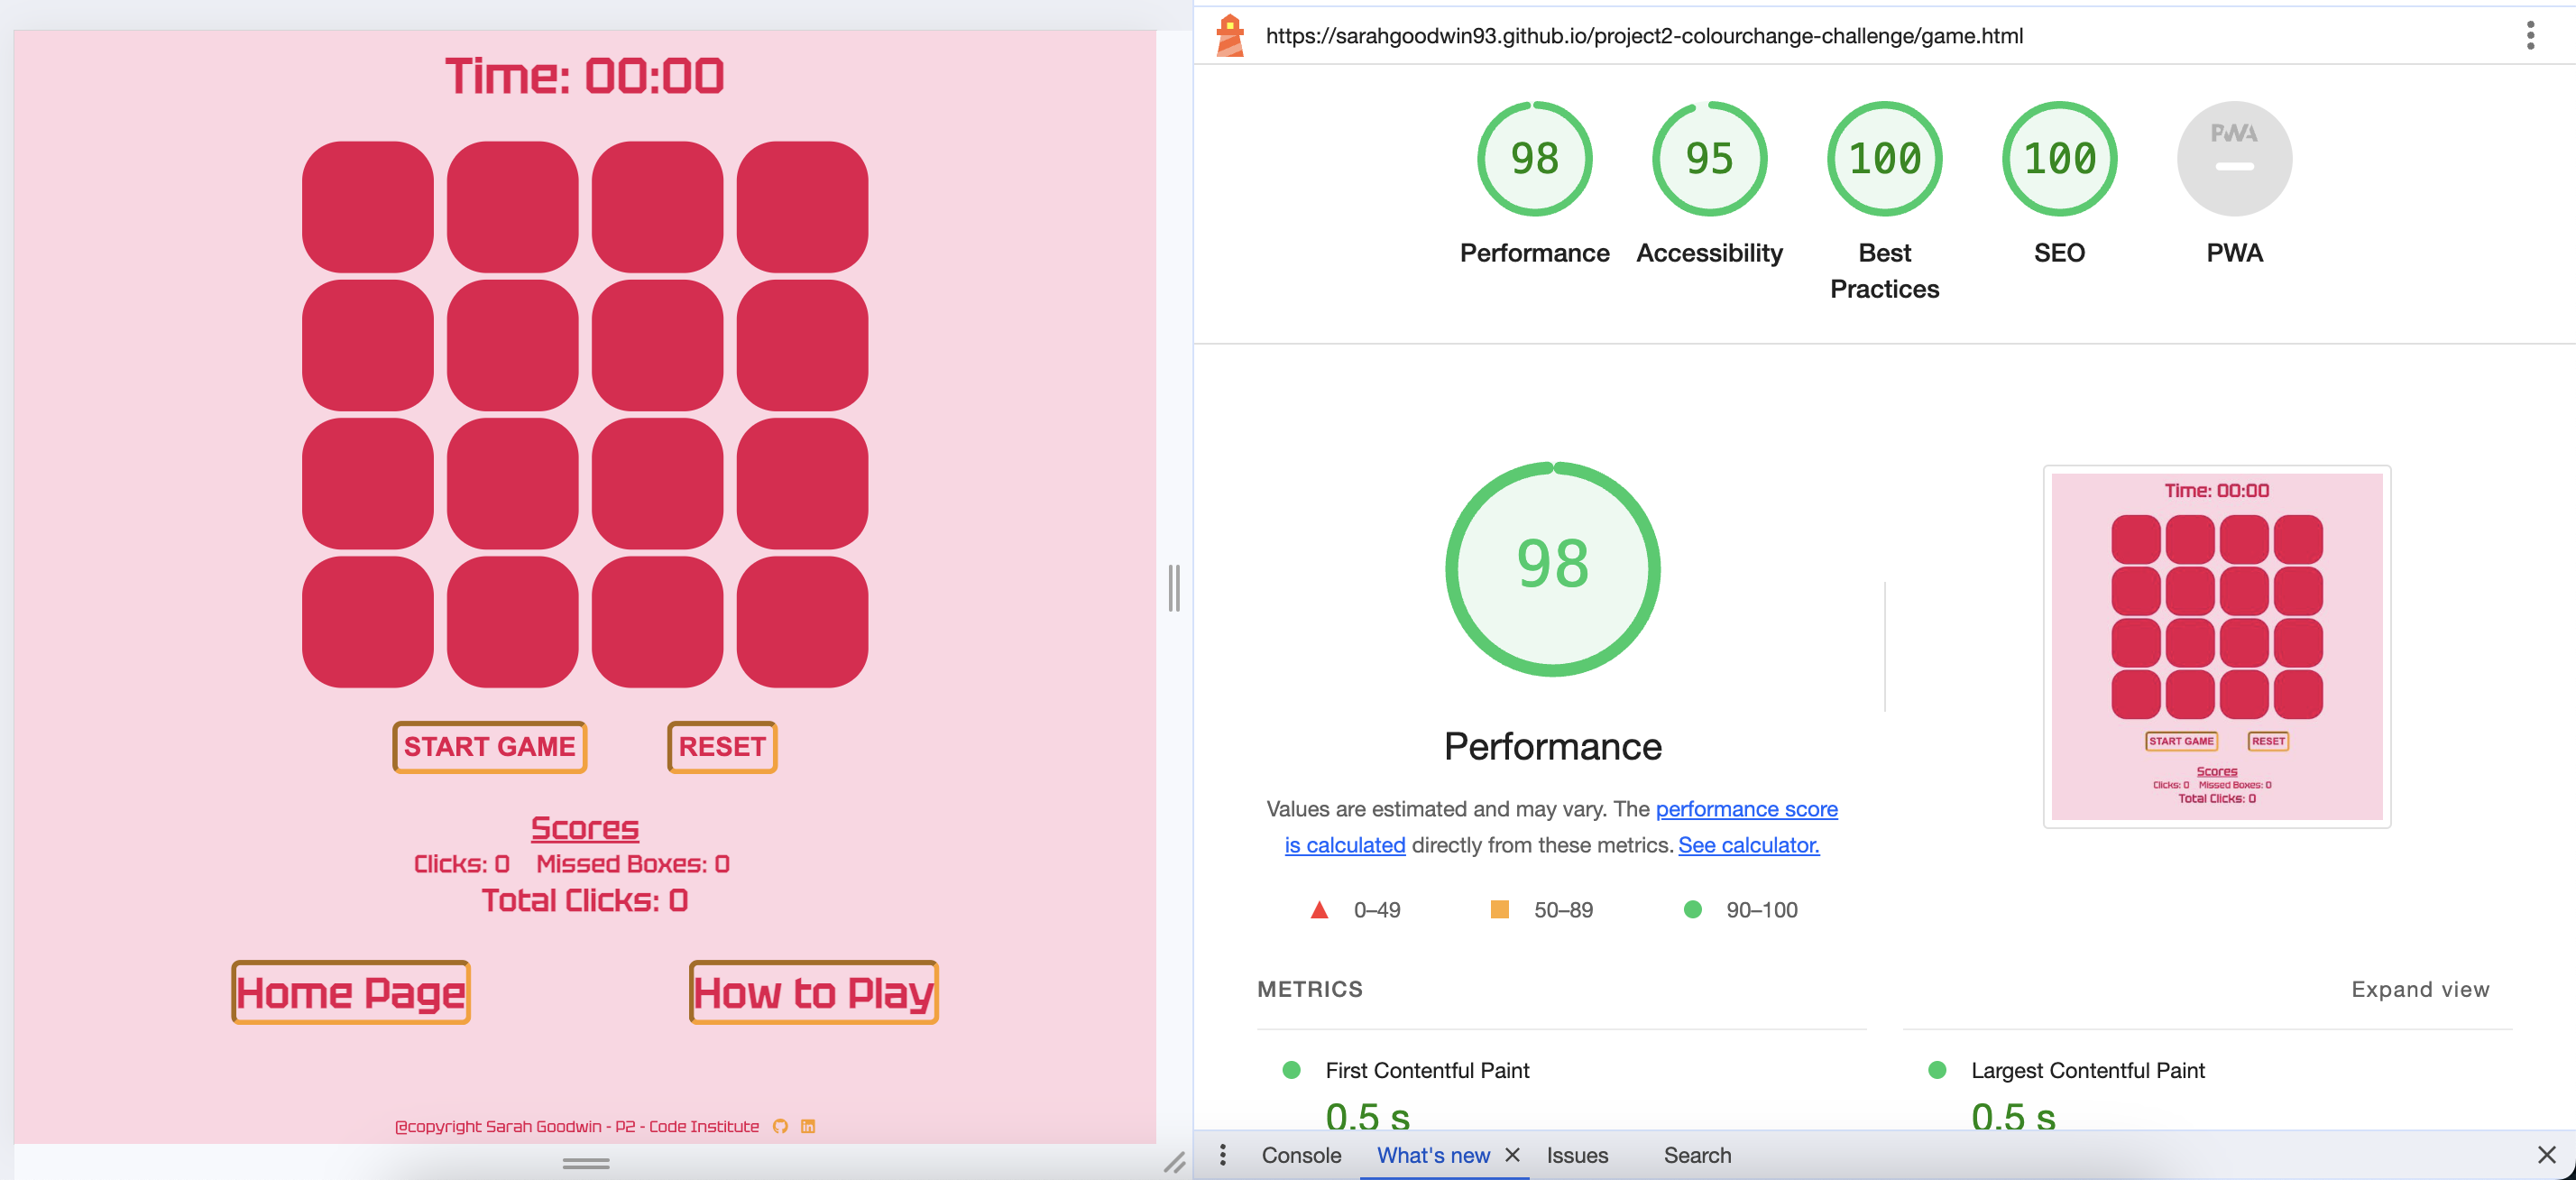 Time: 00:00
START GAME
RESET
Scores
Clicks: 0 Missed Boxes: 0
Total Clicks: 0
Home Page
How to Play
@copyright Sarah Goodwin - P2 - Code Institute
https://sarahgoodwin93.github.io/project2-colourchange-challenge/game.html
98
95
100
100
PWA
Performance
Accessibility
Best
Practices
SEO
PWA
98
Performance
Values are estimated and may vary. The performance score
is calculated directly from these metrics. See calculator.
0–49
50–89
90–100
Time: 00:00
START GAME
RESET
Scores
Clicks: 0 Missed Boxes: 0
Total Clicks: 0
METRICS
Expand view
First Contentful Paint
0.5 s
Largest Contentful Paint
0.5 s
Console
What's new
Issues
Search